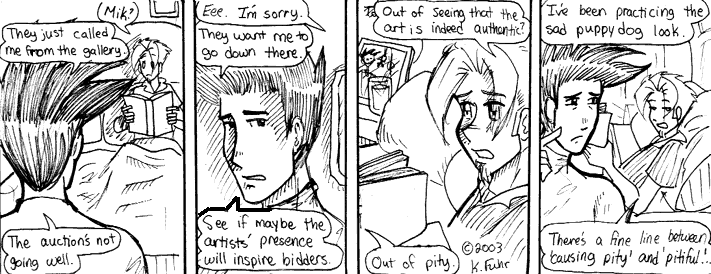 Mik?
They just called
me from the gallery.
The auction's not
going well.
Eee. I'm sorry.
They want me to
go down there.
See if maybe the
artists' presence
will inspire bidders.
Out of seeing that the
art is indeed authentic?
Out of pity.
©2003
K. Fuhr
I've been practicing the
sad puppy dog look.
There's a fine line between
'causing pity' and 'pitiful'...